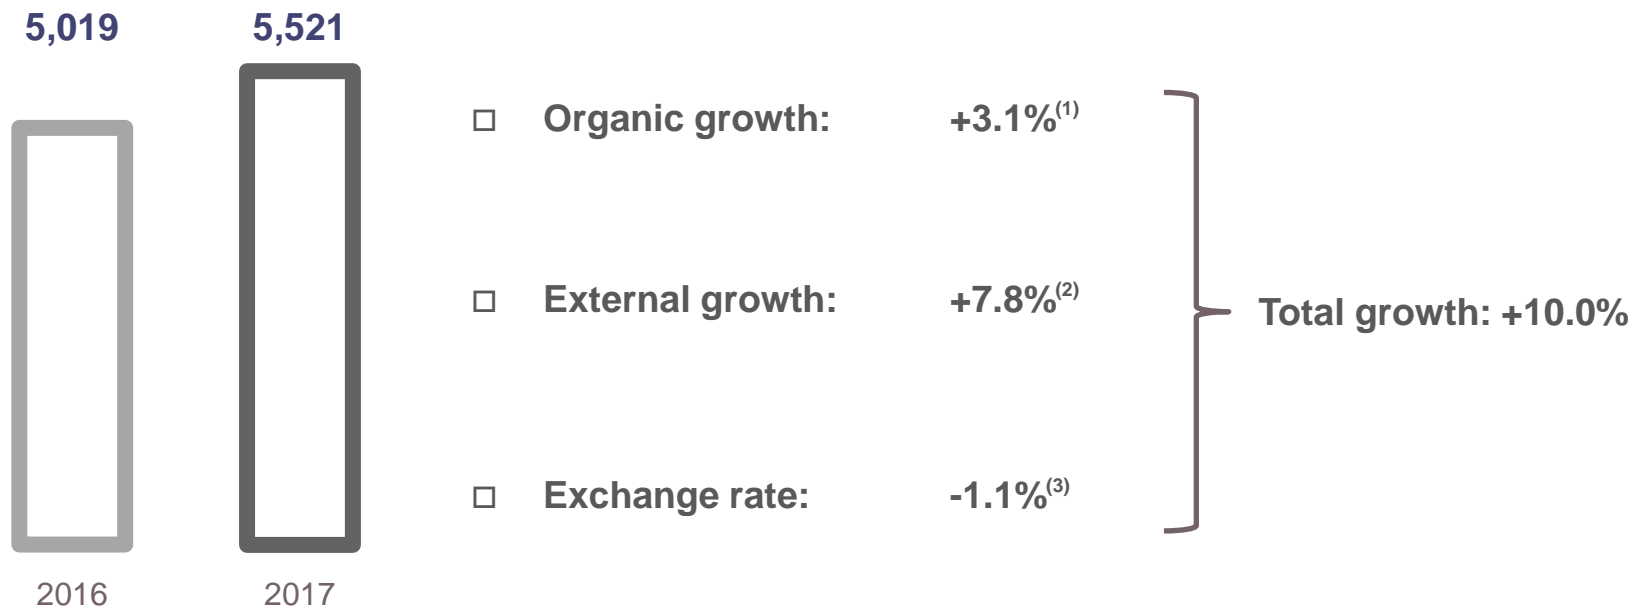 5,019
5,521
□ Organic growth: +3.1%(1)
□ External growth: +7.8%(2)
Total growth: +10.0%
□ Exchange rate: -1.1%(3)
2016
2017